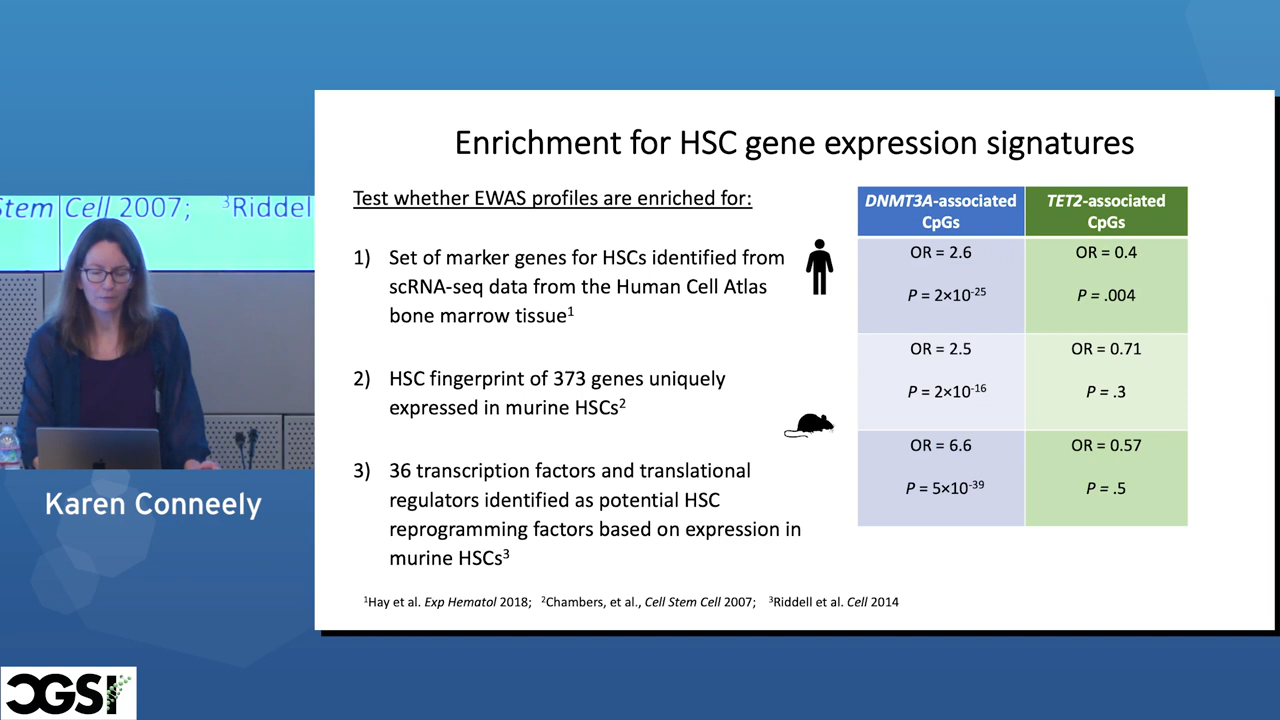 Enrichment for HSC gene expression signatures
Test whether EWAS profiles are enriched for:
1) Set of marker genes for HSCs identified from
scRNA-seq data from the Human Cell Atlas
bone marrow tissue¹
2) HSC fingerprint of 373 genes uniquely
expressed in murine HSCs²
3) 36 transcription factors and translational
regulators identified as potential HSC
reprogramming factors based on expression in
murine HSCs³
DNMT3A-associated
CpGs
TET2-associated
CpGs
OR = 2.6
P = 2×10⁻²⁵
OR = 0.4
P = .004
OR = 2.5
P = 2×10⁻¹⁶
OR = 0.71
P = .3
OR = 6.6
P = 5×10⁻³⁹
OR = 0.57
P = .5
¹Hay et al. Exp Hematol 2018; ²Chambers, et al., Cell Stem Cell 2007; ³Riddell et al. Cell 2014
Stem Cell 2007; ³Riddell
Karen Conneely
CGSI